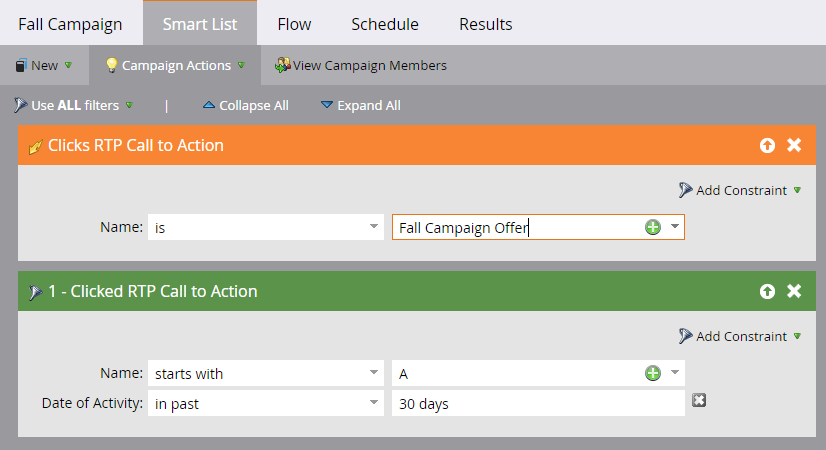 Fall Campaign Smart List Flow Schedule Results
New Campaign Actions View Campaign Members
Use ALL filters | Collapse All Expand All
Clicks RTP Call to Action
Add Constraint
Name: is Fall Campaign Offer
1 - Clicked RTP Call to Action
Add Constraint
Name: starts with A
Date of Activity: in past 30 days